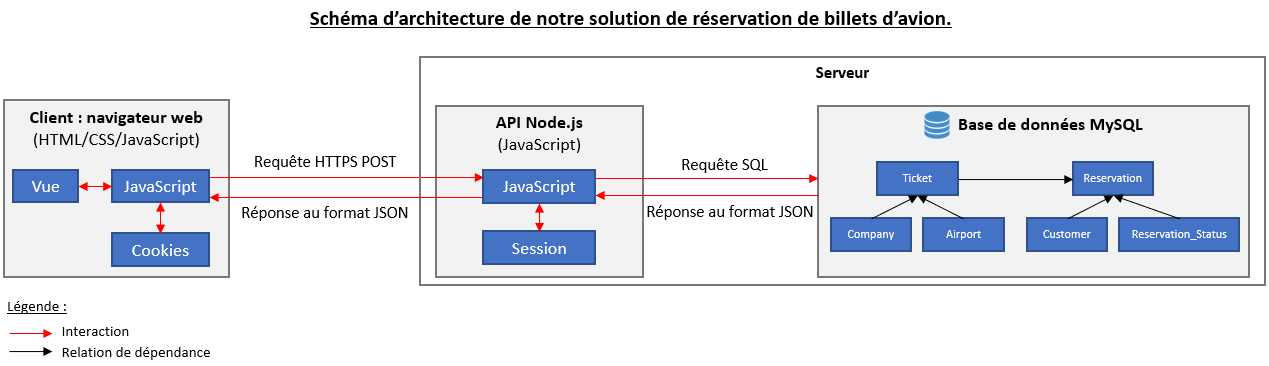 Schéma d’architecture de notre solution de réservation de billets d’avion.
Serveur
Client : navigateur web
(HTML/CSS/JavaScript)
Vue
JavaScript
Cookies
Requête HTTPS POST
Réponse au format JSON
API Node.js
(JavaScript)
JavaScript
Session
Requête SQL
Réponse au format JSON
Base de données MySQL
Ticket
Reservation
Company
Airport
Customer
Reservation_Status
Légende :
Interaction
Relation de dépendance